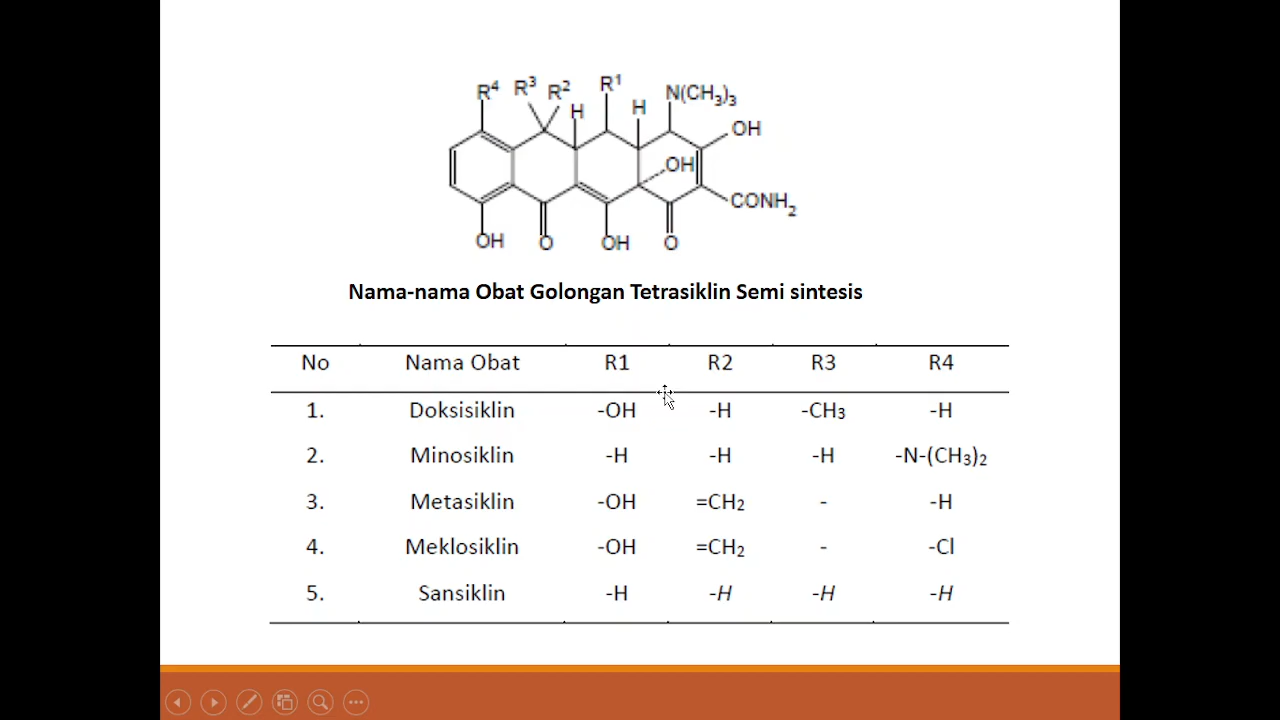 R⁴ R³ R² H R¹ H N(CH₃)₃
OH
OH
CONH₂
OH O OH O
Nama-nama Obat Golongan Tetrasiklin Semi sintesis
No Nama Obat R1 R2 R3 R4
1. Doksisiklin -OH -H -CH₃ -H
2. Minosiklin -H -H -H -N-(CH₃)₂
3. Metasiklin -OH =CH₂ - -H
4. Meklosiklin -OH =CH₂ - -Cl
5. Sansiklin -H -H -H -H